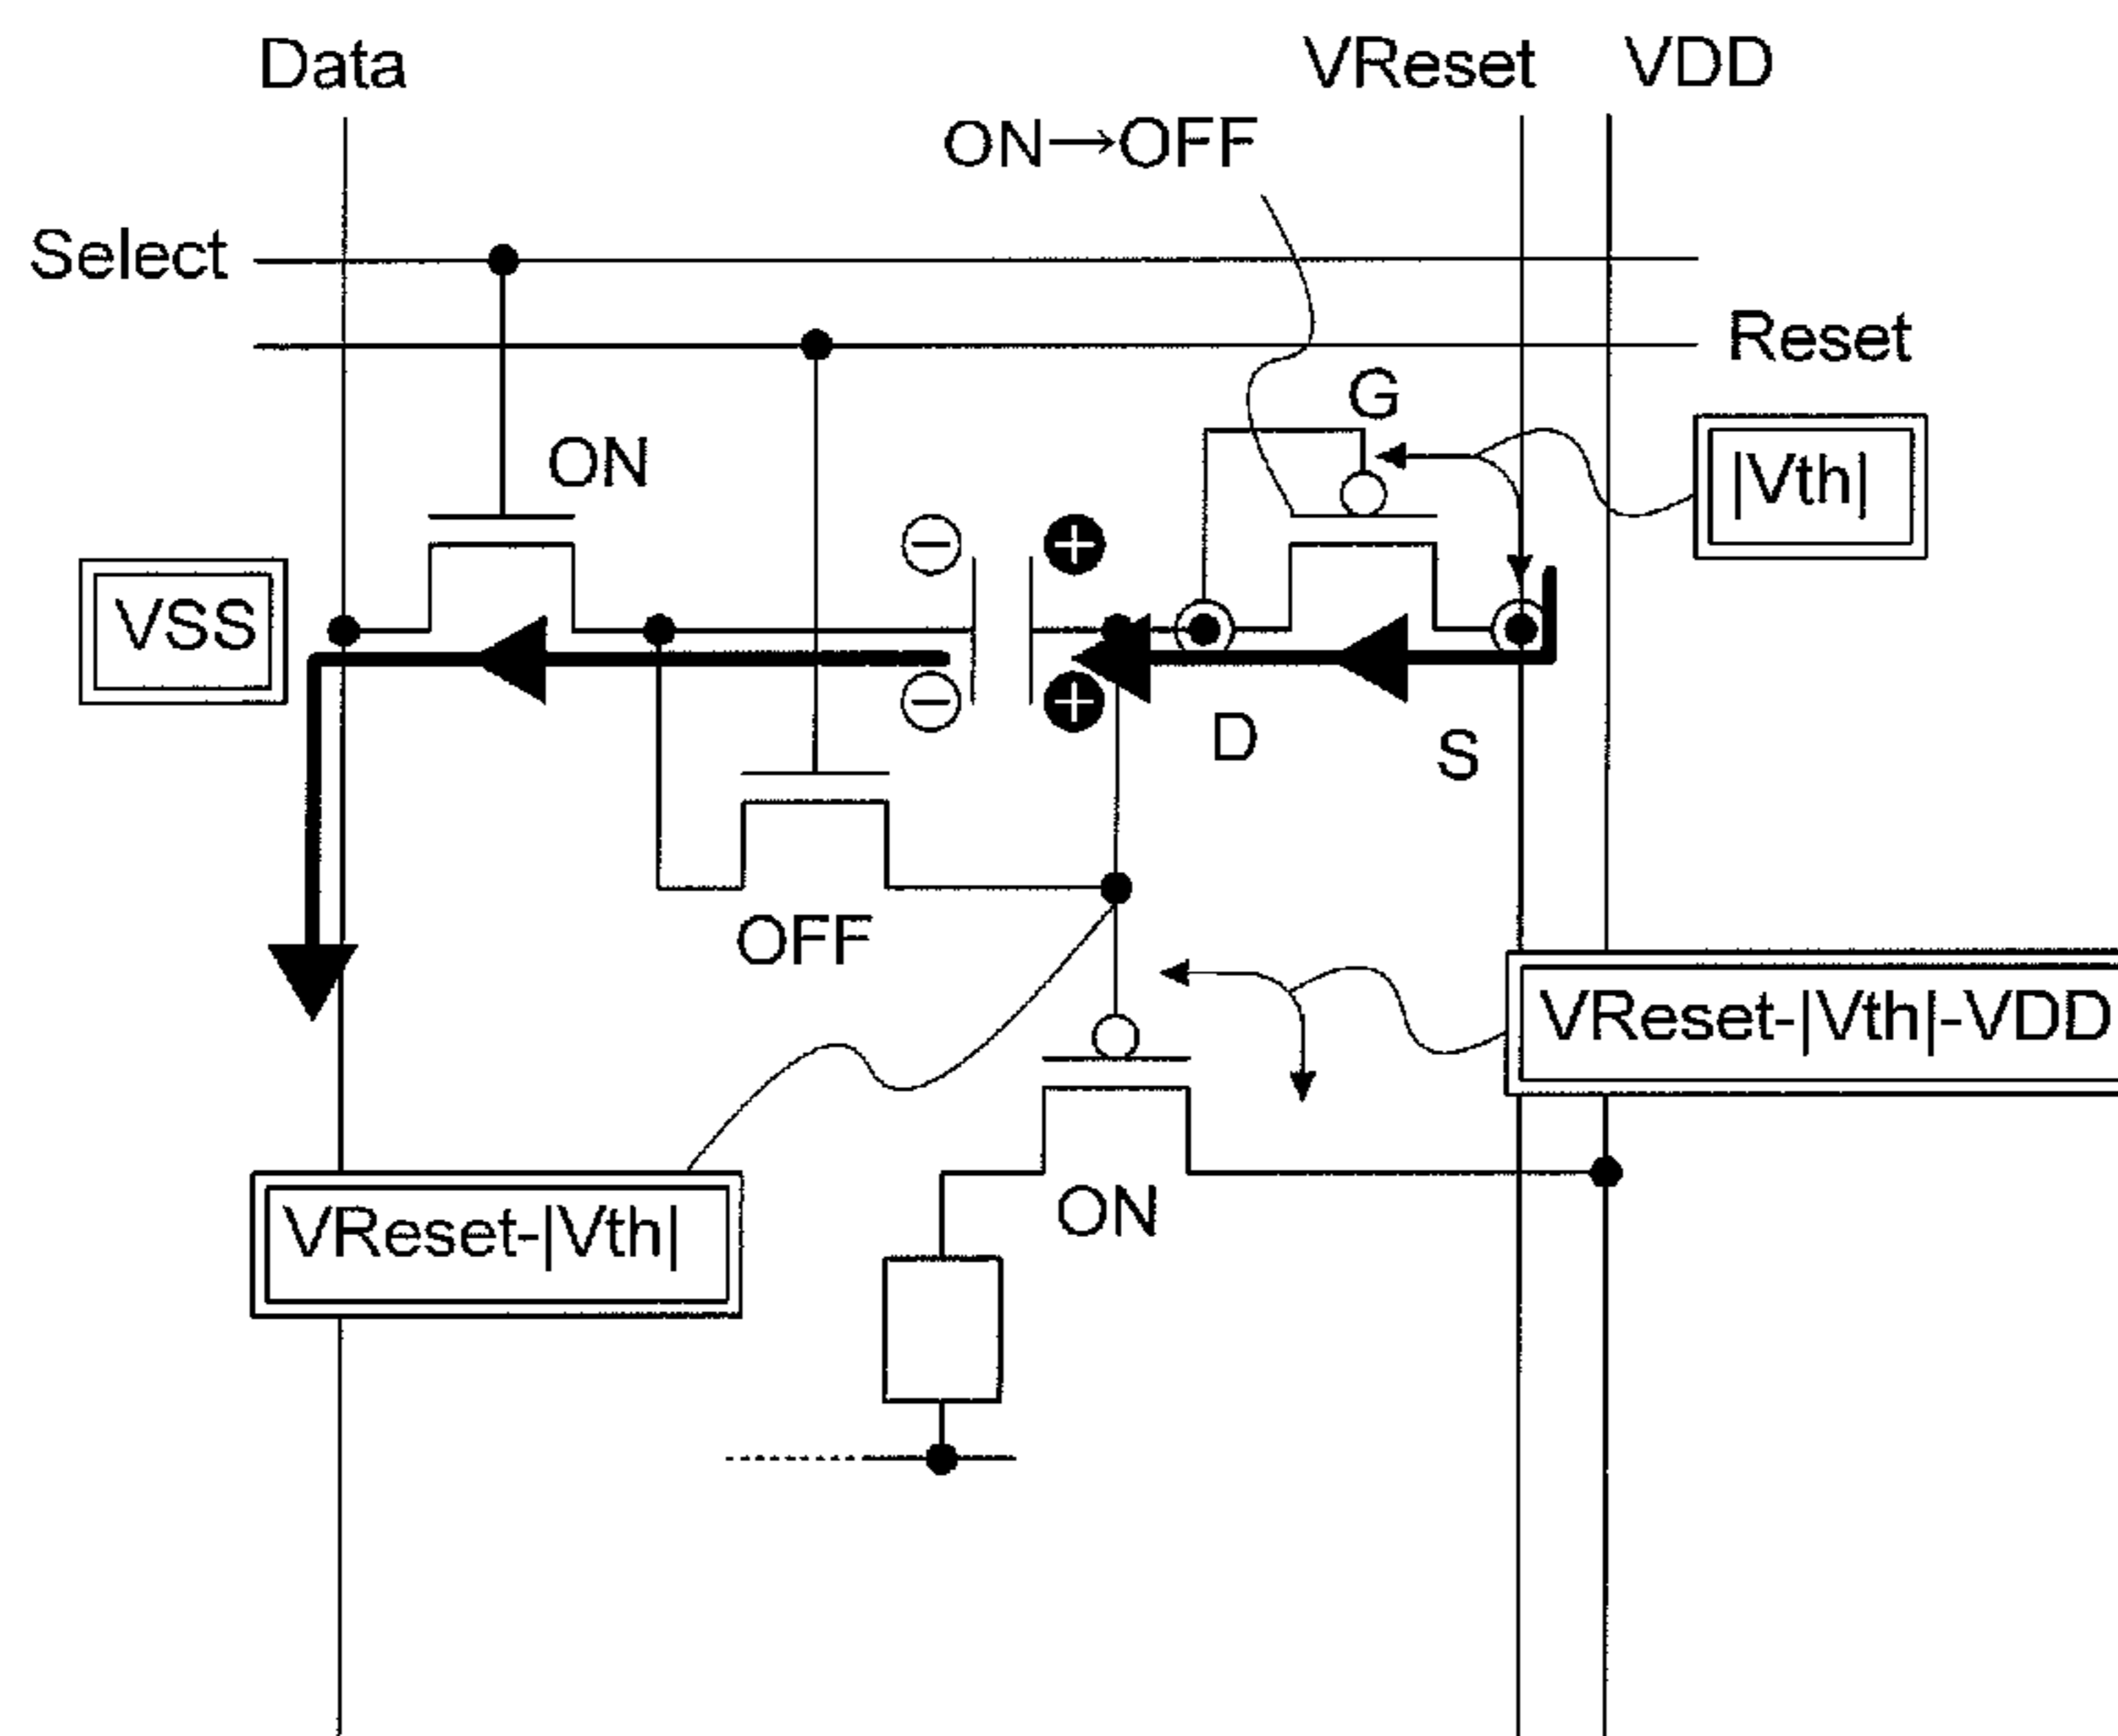 Data
VReset
VDD
ON→OFF
Select
Reset
G
ON
|Vth|
⊖
⊕
VSS
⊖
⊕
D
S
OFF
VReset-|Vth|-VDD
VReset-|Vth|
ON